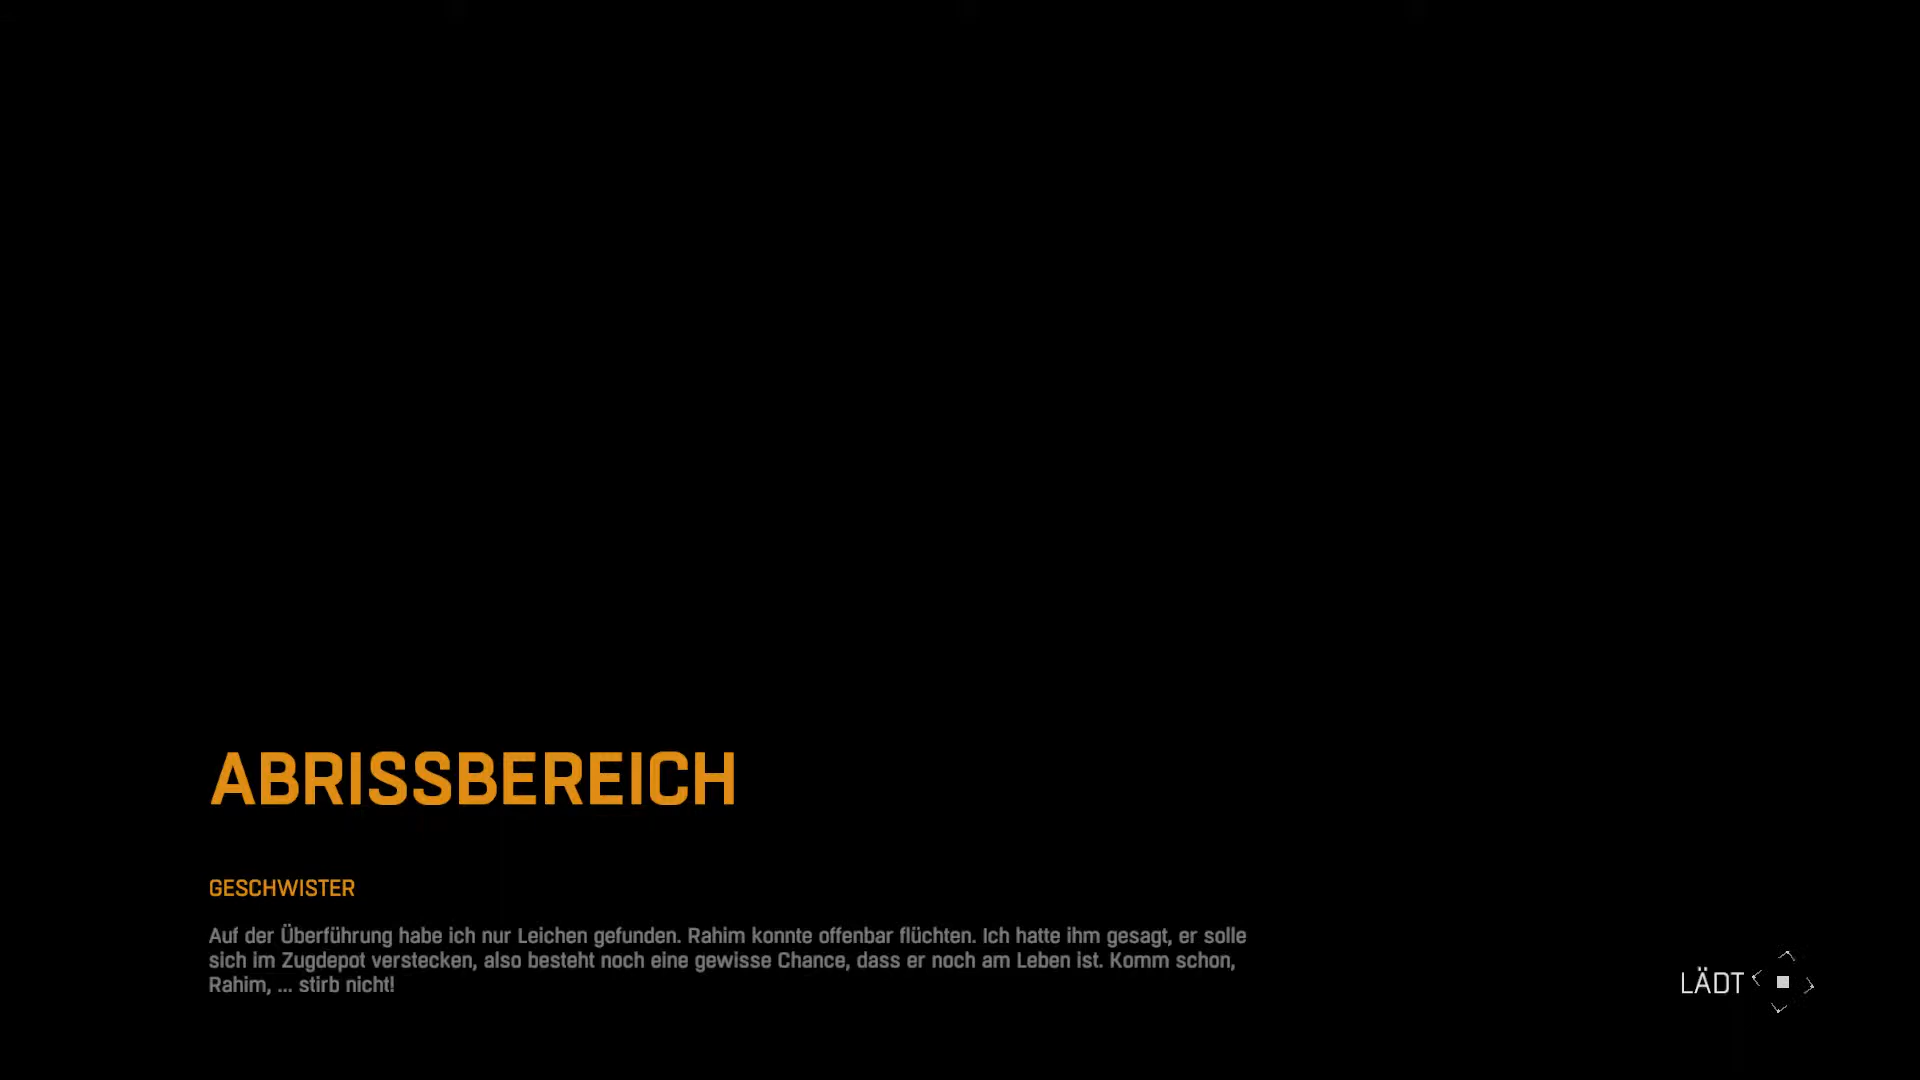 ABRISSBEREICH
GESCHWISTER
Auf der Überführung habe ich nur Leichen gefunden. Rahim konnte offenbar flüchten. Ich hatte ihm gesagt, er solle
sich im Zugdepot verstecken, also besteht noch eine gewisse Chance, dass er noch am Leben ist. Komm schon,
Rahim, ... stirb nicht!
LÄDT